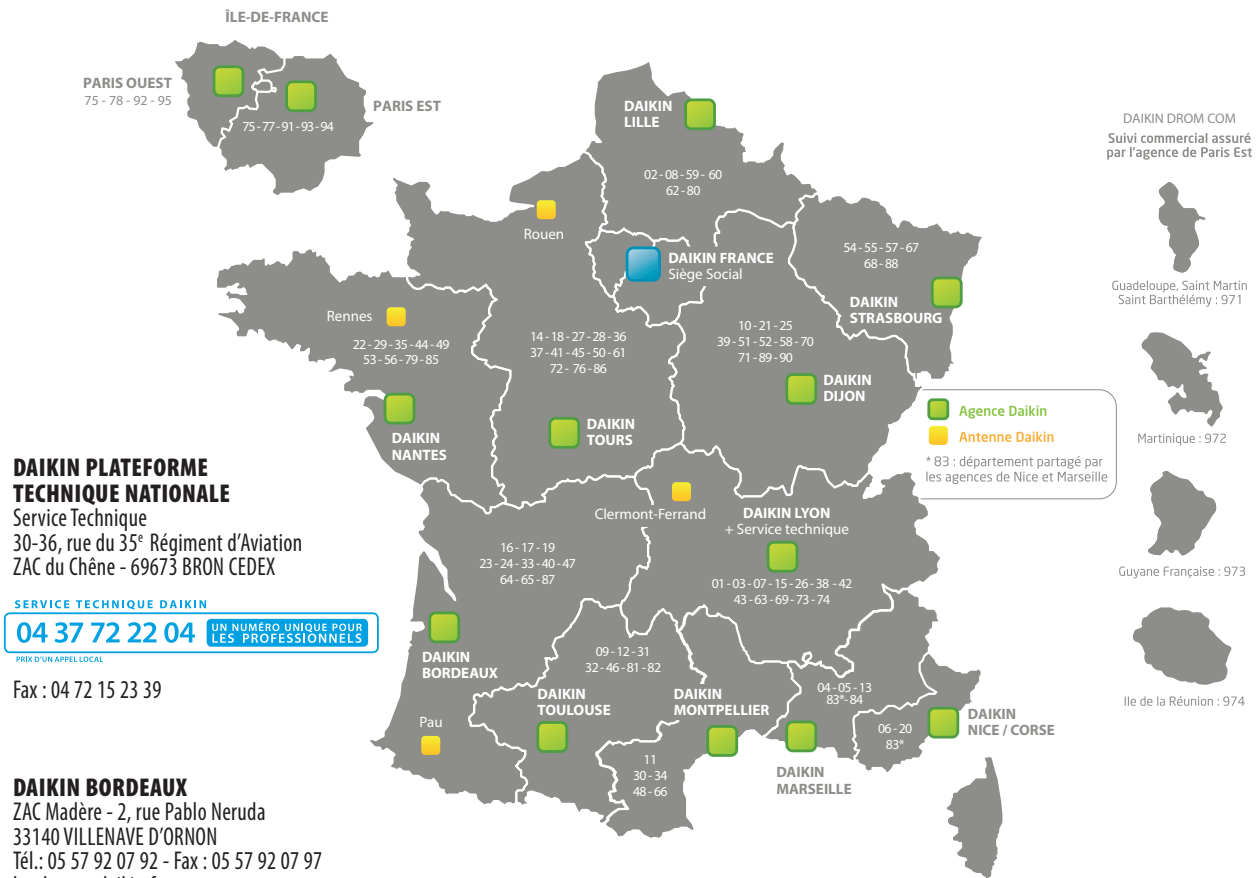 ÎLE-DE-FRANCE
PARIS OUEST
75 - 78 - 92 - 95
PARIS EST
75 - 77 - 91 - 93 - 94
DAIKIN
LILLE
02 - 08 - 59 - 60
62 - 80
Rouen
DAIKIN FRANCE
Siège Social
54 - 55 - 57 - 67
68 - 88
DAIKIN
STRASBOURG
Rennes
22 - 29 - 35 - 44 - 49
53 - 56 - 79 - 85
DAIKIN
NANTES
14 - 18 - 27 - 28 - 36
37 - 41 - 45 - 50 - 61
72 - 76 - 86
DAIKIN
TOURS
10 - 21 - 25
39 - 51 - 52 - 58 - 70
71 - 89 - 90
DAIKIN
DIJON
Agence Daikin
Antenne Daikin
* 83 : département partagé par
les agences de Nice et Marseille
DAIKIN DROM COM
Suivi commercial assuré
par l'agence de Paris Est
Guadeloupe, Saint Martin
Saint Barthélémy : 971
Martinique : 972
Guyane Française : 973
Ile de la Réunion : 974
Clermont-Ferrand
DAIKIN LYON
+ Service technique
01 - 03 - 07 - 15 - 26 - 38 - 42
43 - 63 - 69 - 73 - 74
16 - 17 - 19
23 - 24 - 33 - 40 - 47
64 - 65 - 87
DAIKIN
BORDEAUX
Pau
09 - 12 - 31
32 - 46 - 81 - 82
DAIKIN
TOULOUSE
DAIKIN
MONTPELLIER
11
30 - 34
48 - 66
04 - 05 - 13
83*- 84
DAIKIN
MARSEILLE
06 - 20
83*
DAIKIN
NICE / CORSE
DAIKIN PLATEFORME
TECHNIQUE NATIONALE
Service Technique
30-36, rue du 35e Régiment d'Aviation
ZAC du Chêne - 69673 BRON CEDEX
SERVICE TECHNIQUE DAIKIN
04 37 72 22 04
UN NUMÉRO UNIQUE POUR
LES PROFESSIONNELS
PRIX D'UN APPEL LOCAL
Fax : 04 72 15 23 39
DAIKIN BORDEAUX
ZAC Madère - 2, rue Pablo Neruda
33140 VILLENAVE D'ORNON
Tél.: 05 57 92 07 92 - Fax : 05 57 92 07 97